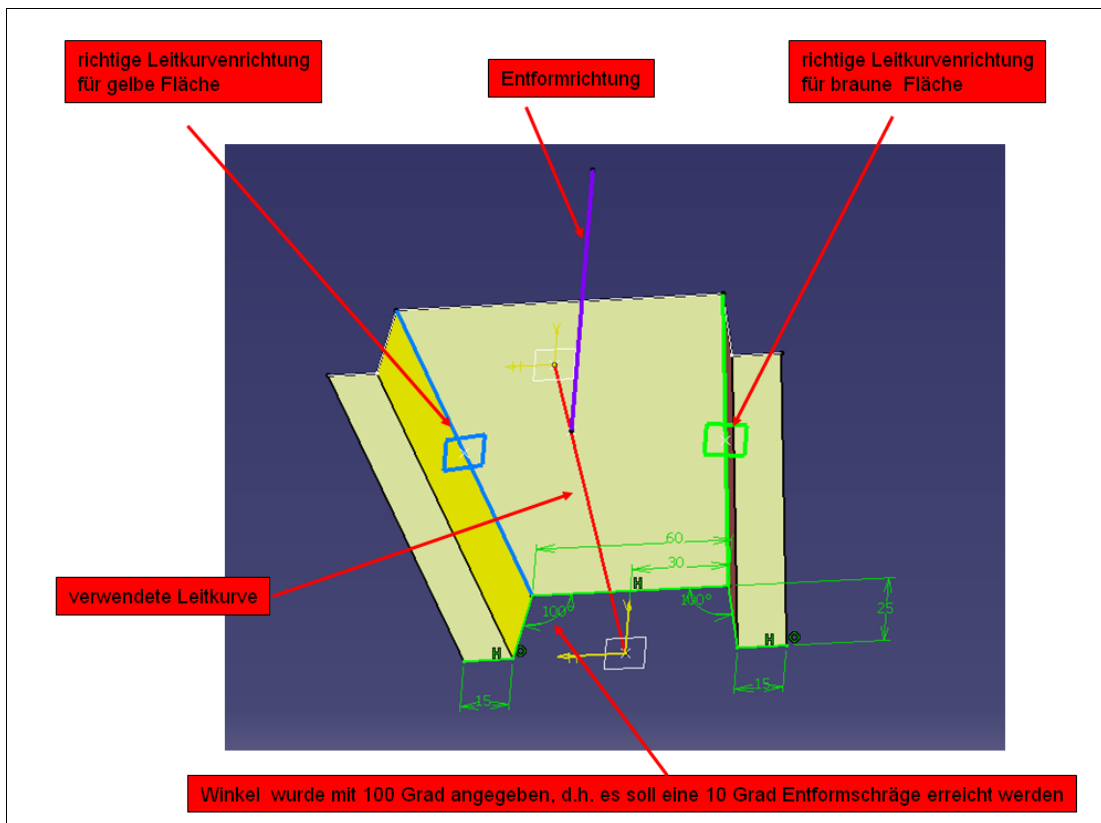 richtige Leitkurvenrichtung
für gelbe Fläche
Entformrichtung
richtige Leitkurvenrichtung
für braune Fläche
V
H
60
30
H
verwendete Leitkurve
100°
100°
V
25
H
H
H
15
15
Winkel wurde mit 100 Grad angegeben, d.h. es soll eine 10 Grad Entformschräge erreicht werden